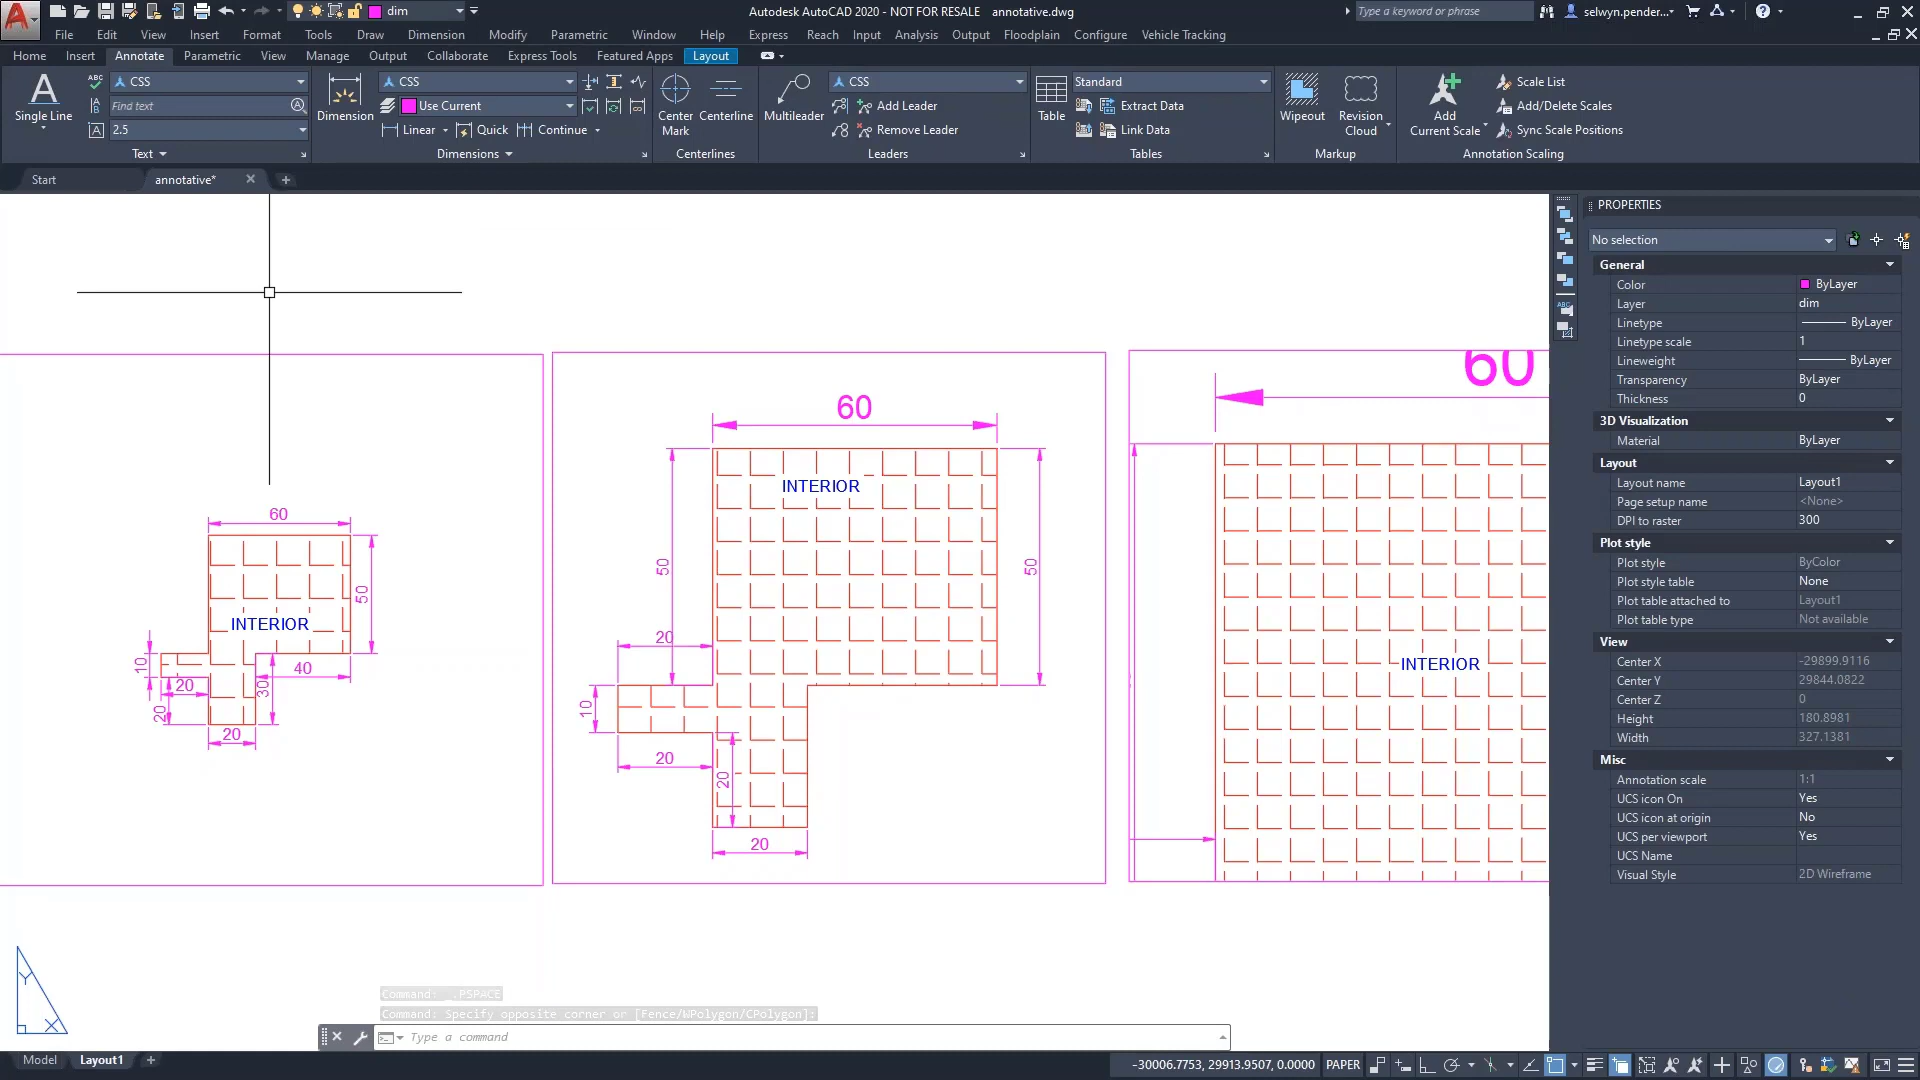 dim
Autodesk AutoCAD 2020 - NOT FOR RESALE annotative.dwg
Type a keyword or phrase
selwyn.pender...
File Edit View Insert Format Tools Draw Dimension Modify Parametric Window Help Express Reach Input Analysis Output Floodplain Configure Vehicle Tracking
Home Insert Annotate Parametric View Manage Output Collaborate Express Tools Featured Apps Layout
A
Single Line
ABC
CSS
Find text
2.5
Text
Dimension
CSS
Use Current
Linear Quick Continue
Dimensions
Center Mark
Centerline
Centerlines
Multileader
CSS
Add Leader
Remove Leader
Leaders
Table
Standard
Extract Data
Link Data
Tables
Wipeout
Revision Cloud
Markup
Add
Current Scale
Scale List
Add/Delete Scales
Sync Scale Positions
Annotation Scaling
Start
annotative*
60
50
INTERIOR
10
20
40
30
20
20
60
INTERIOR
50
50
20
10
20
20
20
60
INTERIOR
Y
X
Command: _.PSPACE
Command: Specify opposite corner or [Fence/WPolygon/CPolygon]:
Type a command
PROPERTIES
No selection
General
Color ByLayer
Layer dim
Linetype ByLayer
Linetype scale 1
Lineweight ByLayer
Transparency ByLayer
Thickness 0
3D Visualization
Material ByLayer
Layout
Layout name Layout1
Page setup name <None>
DPI to raster 300
Plot style
Plot style ByColor
Plot style table None
Plot table attached to Layout1
Plot table type Not available
View
Center X -29899.9116
Center Y 29844.0822
Center Z 0
Height 180.8981
Width 327.1381
Misc
Annotation scale 1:1
UCS icon On Yes
UCS icon at origin No
UCS per viewport Yes
UCS Name
Visual Style 2D Wireframe
Model Layout1
-30006.7753, 29913.9507, 0.0000 PAPER